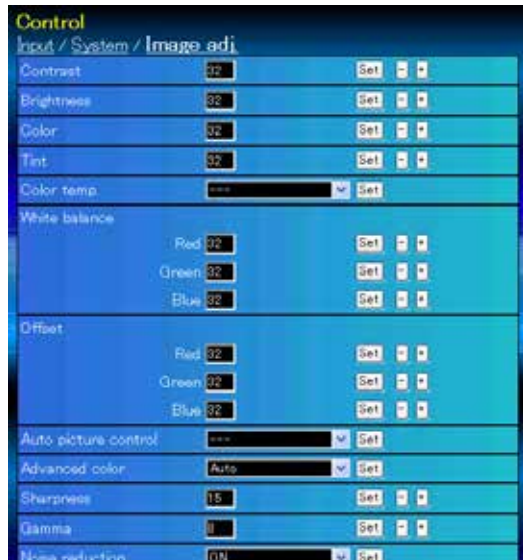 Control
Input / System / Image adj.
Contrast 32 Set - +
Brightness 32 Set - +
Color 32 Set - +
Tint 32 Set - +
Color temp. --- Set
White balance
Red 32 Set - +
Green 32 Set - +
Blue 32 Set - +
Offset
Red 32 Set - +
Green 32 Set - +
Blue 32 Set - +
Auto picture control --- Set
Advanced color Auto Set
Sharpness 15 Set - +
Gamma 8 Set - +
Noise reduction ON Set